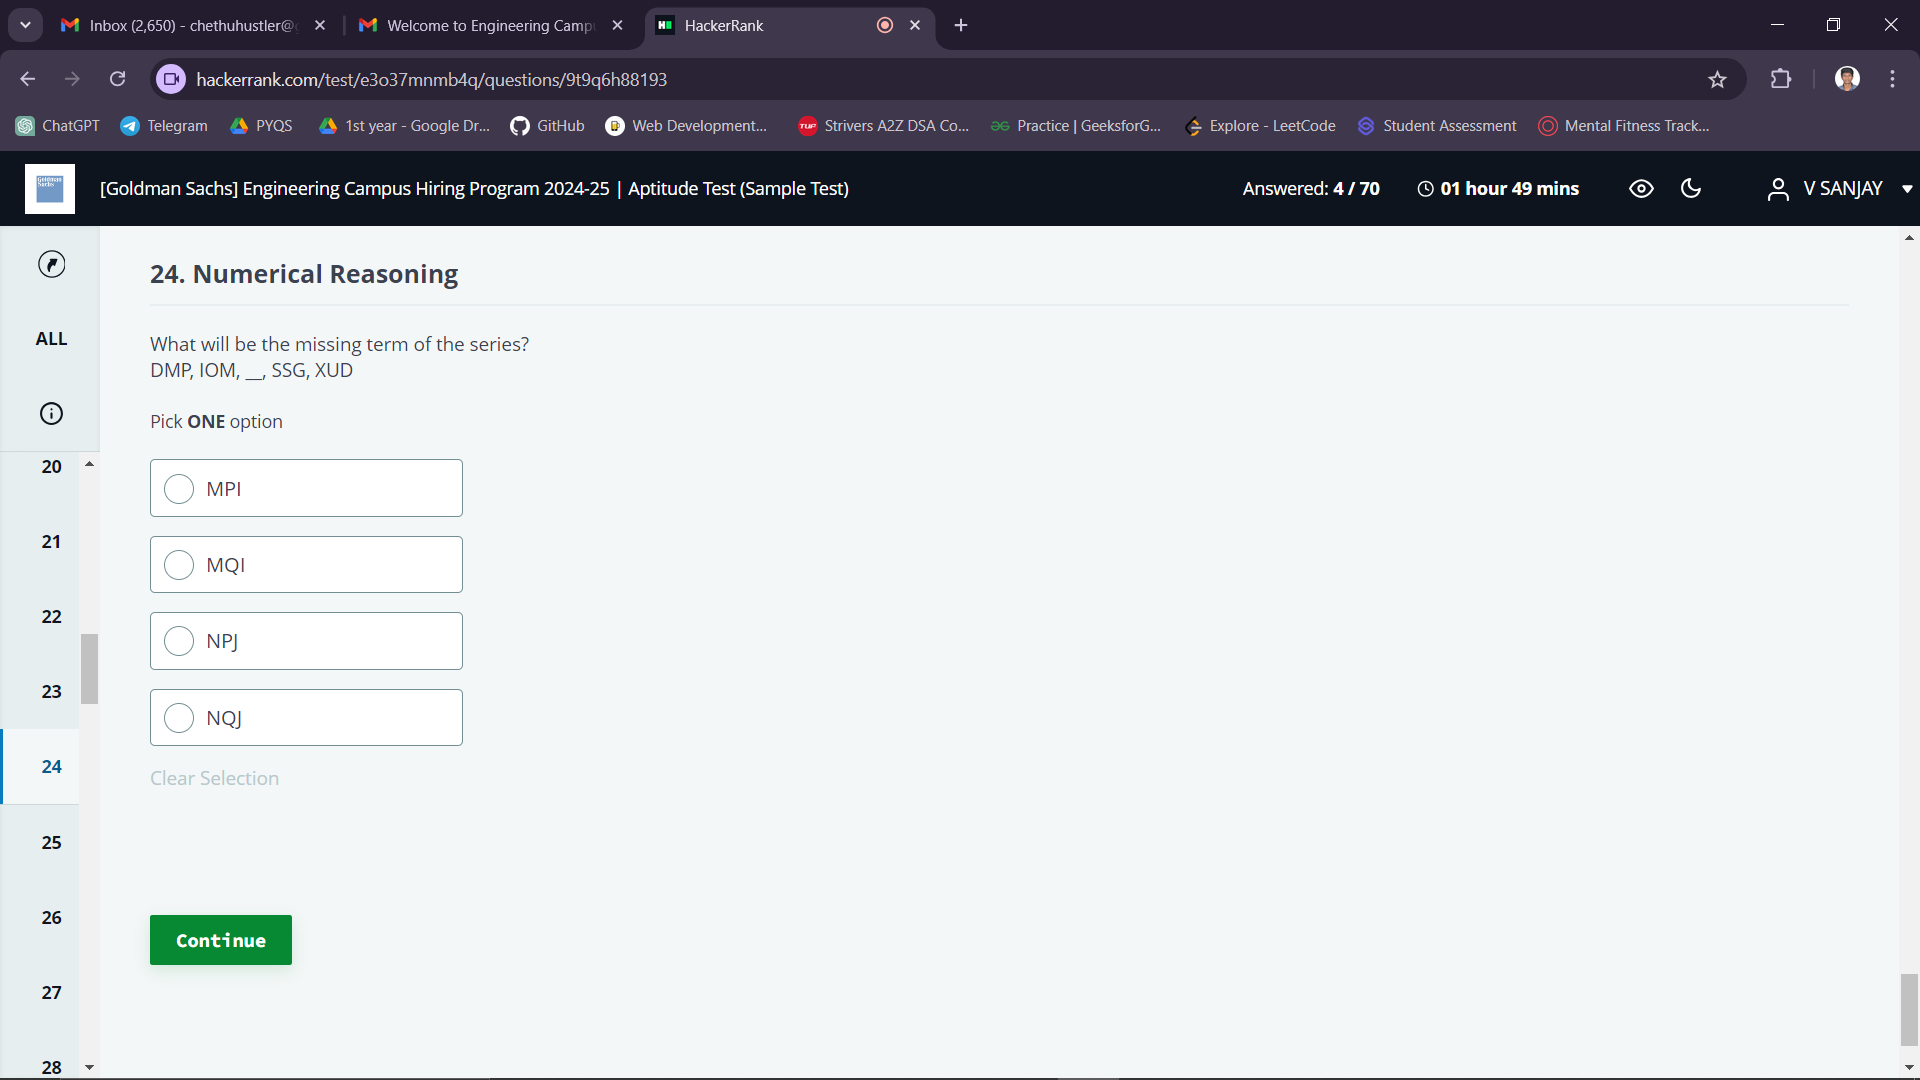 Inbox (2,650) - chethuhustler@g
Welcome to Engineering Camp
HackerRank
hackerrank.com/test/e3o37mnmb4q/questions/9t9q6h88193
ChatGPT
Telegram
PYQS
1st year - Google Dr...
GitHub
Web Development...
TUF
Strivers A2Z DSA Co...
Practice | GeeksforG...
Explore - LeetCode
Student Assessment
Mental Fitness Track...
Goldman
Sachs
[Goldman Sachs] Engineering Campus Hiring Program 2024-25 | Aptitude Test (Sample Test)
Answered: 4 / 70
01 hour 49 mins
V SANJAY
ALL
20
21
22
23
24
25
26
27
28
24. Numerical Reasoning
What will be the missing term of the series?
DMP, IOM, __, SSG, XUD
Pick ONE option
MPI
MQI
NPJ
NQJ
Clear Selection
Continue